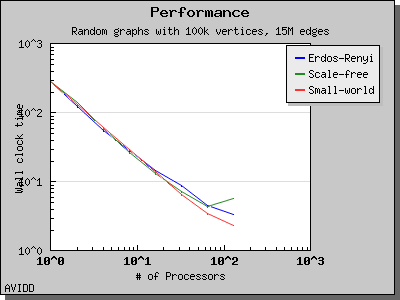 Performance
Random graphs with 100k vertices, 15M edges
10^3
10^2
10^1
10^0
Wall clock time
Erdos-Renyi
Scale-free
Small-world
10^0 10^1 10^2 10^3
# of Processors
AVIDD